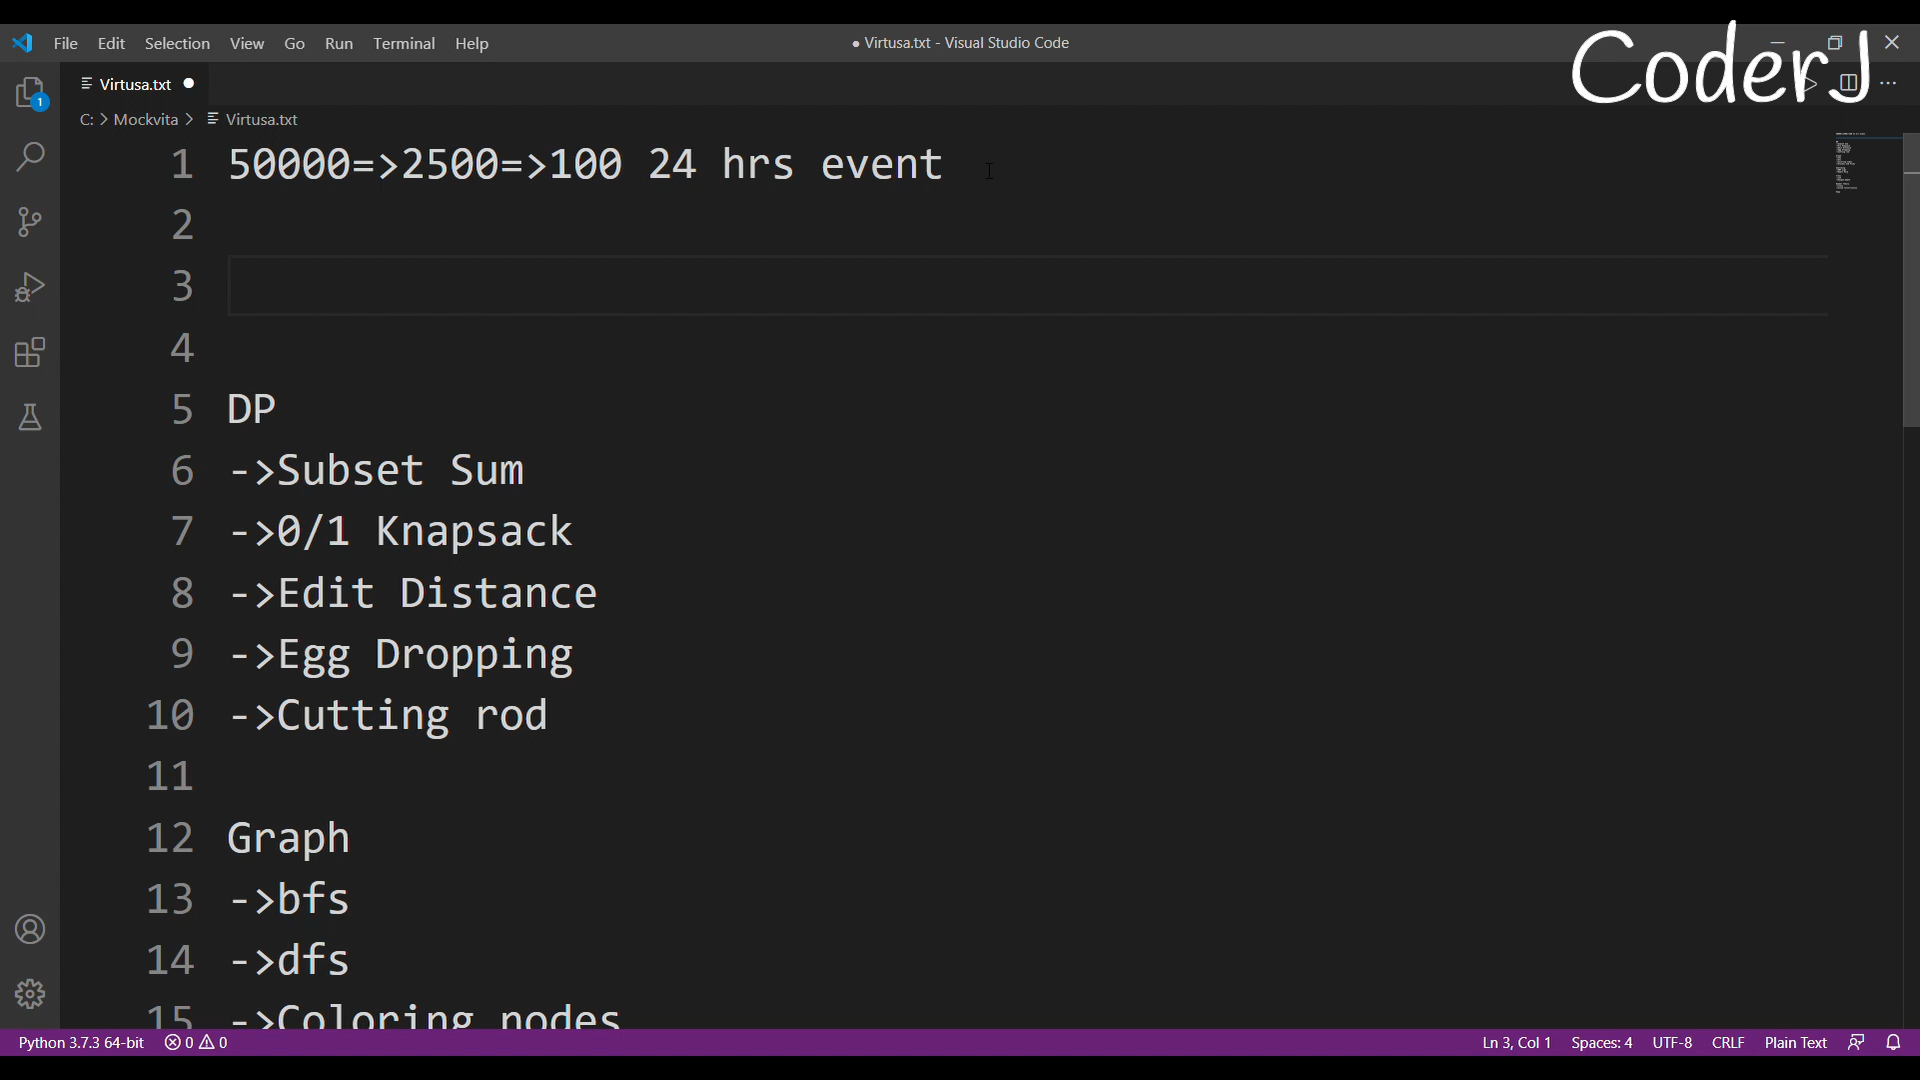 File Edit Selection View Go Run Terminal Help
● Virtusa.txt - Visual Studio Code
CoderJ
Virtusa.txt
C: > Mockvita > Virtusa.txt
1 50000=>2500=>100 24 hrs event
2
3
4
5 DP
6 ->Subset Sum
7 ->0/1 Knapsack
8 ->Edit Distance
9 ->Egg Dropping
10 ->Cutting rod
11
12 Graph
13 ->bfs
14 ->dfs
15 ->Coloring nodes
1
Python 3.7.3 64-bit 0 0
Ln 3, Col 1 Spaces: 4 UTF-8 CRLF Plain Text